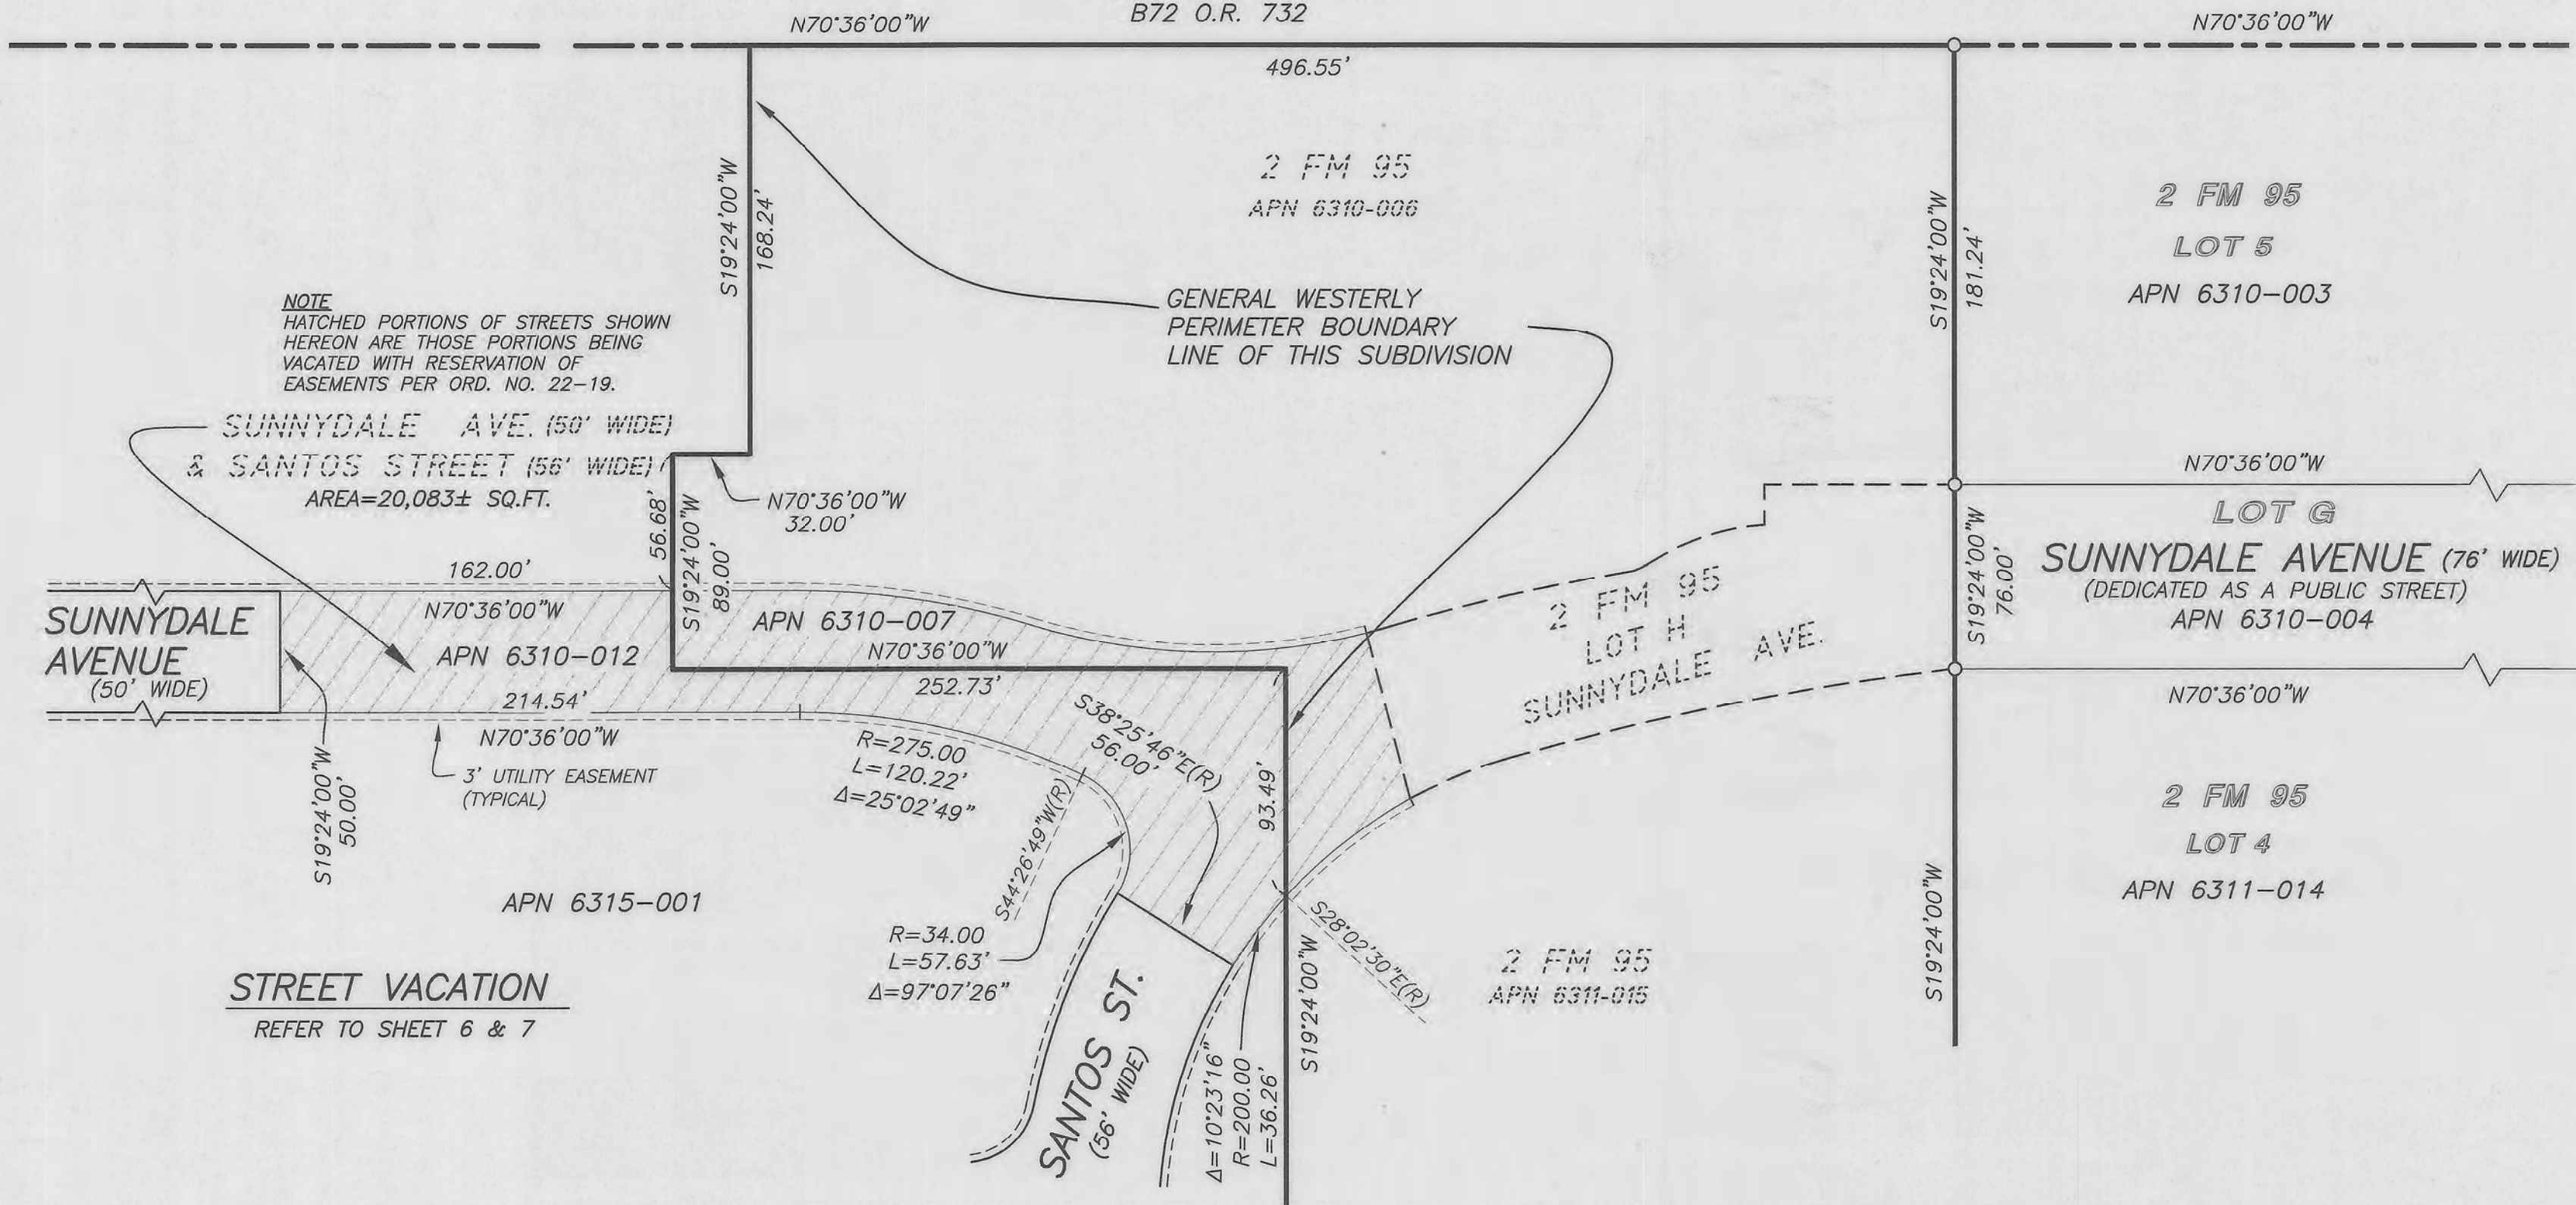 N70°36'00"W
B72 O.R. 732
N70°36'00"W
496.55'
S19°24'00"W
168.24'
2 FM 95
APN 6310-006
S19°24'00"W
181.24'
2 FM 95
LOT 5
APN 6310-003
GENERAL WESTERLY
PERIMETER BOUNDARY
LINE OF THIS SUBDIVISION
NOTE
HATCHED PORTIONS OF STREETS SHOWN
HEREON ARE THOSE PORTIONS BEING
VACATED WITH RESERVATION OF
EASEMENTS PER ORD. NO. 22-19.
SUNNYDALE AVE. (50' WIDE)
& SANTOS STREET (56' WIDE)
AREA=20,083± SQ.FT.
N70°36'00"W
32.00'
56.68'
S19°24'00"W
89.00'
N70°36'00"W
LOT G
SUNNYDALE AVENUE (76' WIDE)
(DEDICATED AS A PUBLIC STREET)
APN 6310-004
S19°24'00"W
76.00'
N70°36'00"W
162.00'
N70°36'00"W
SUNNYDALE
AVENUE
(50' WIDE)
APN 6310-012
214.54'
N70°36'00"W
APN 6310-007
N70°36'00"W
252.73'
2 FM 95
LOT H
SUNNYDALE AVE.
S19°24'00"W
50.00'
3' UTILITY EASEMENT
(TYPICAL)
R=275.00
L=120.22'
Δ=25°02'49"
S38°25'46"E(R)
56.00'
S44°26'49"W(R)
93.49'
2 FM 95
LOT 4
APN 6311-014
S19°24'00"W
APN 6315-001
R=34.00
L=57.63'
Δ=97°07'26"
S28°02'30"E(R)
S19°24'00"W
2 FM 95
APN 6311-015
STREET VACATION
REFER TO SHEET 6 & 7
SANTOS ST.
(56' WIDE)
Δ=10°23'16"
R=200.00
L=36.26'